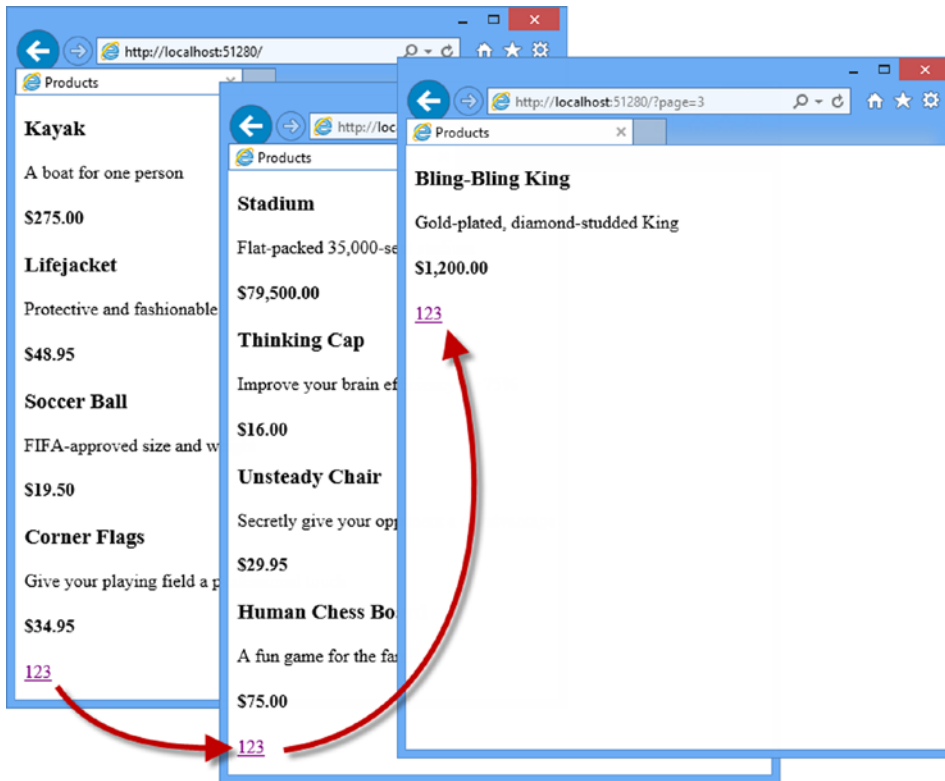 http://localhost:51280/
Products
Kayak
A boat for one person
$275.00
Lifejacket
Protective and fashionable
$48.95
Soccer Ball
FIFA-approved size and w
$19.50
Corner Flags
Give your playing field a p
$34.95
123
http://loc
Products
Stadium
Flat-packed 35,000-se
$79,500.00
Thinking Cap
Improve your brain ef
$16.00
Unsteady Chair
Secretly give your opp
$29.95
Human Chess Bo
A fun game for the fa
$75.00
123
http://localhost:51280/?page=3
Products
Bling-Bling King
Gold-plated, diamond-studded King
$1,200.00
123